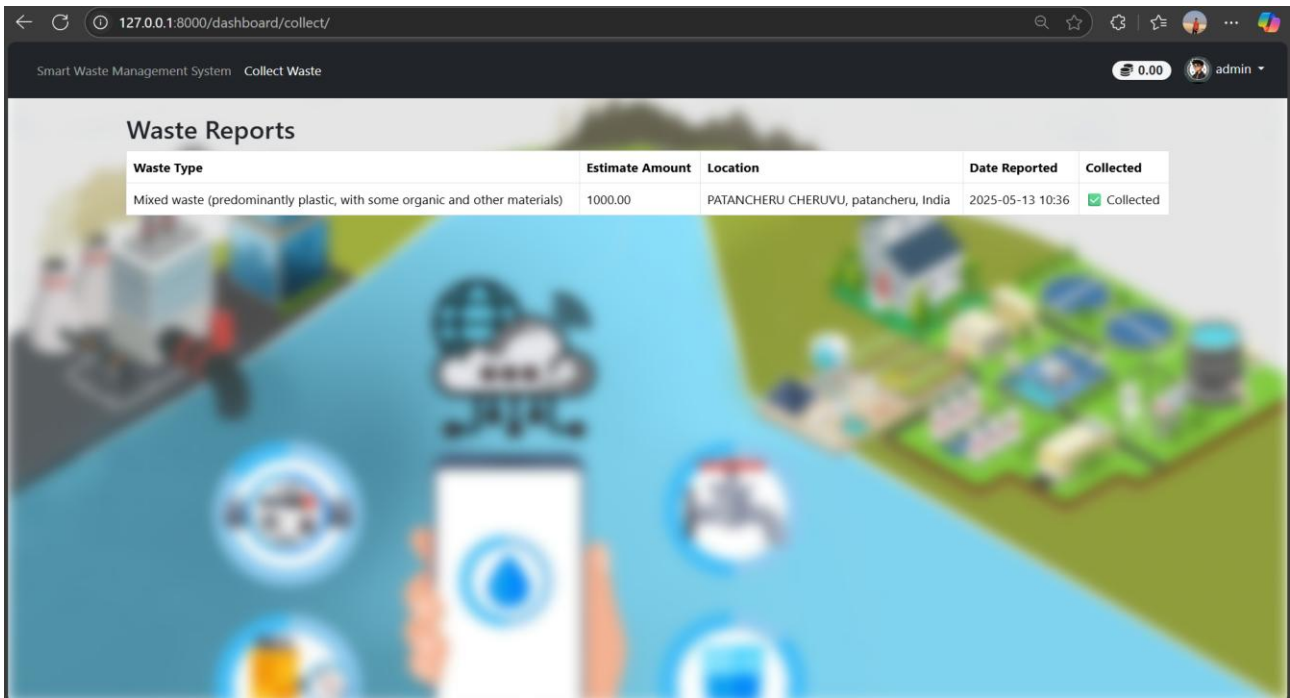 127.0.0.1:8000/dashboard/collect/
Smart Waste Management System Collect Waste 0.00 admin
Waste Reports
Waste Type Estimate Amount Location Date Reported Collected
Mixed waste (predominantly plastic, with some organic and other materials) 1000.00 PATANCHERU CHERUVU, patancheru, India 2025-05-13 10:36 ✅ Collected